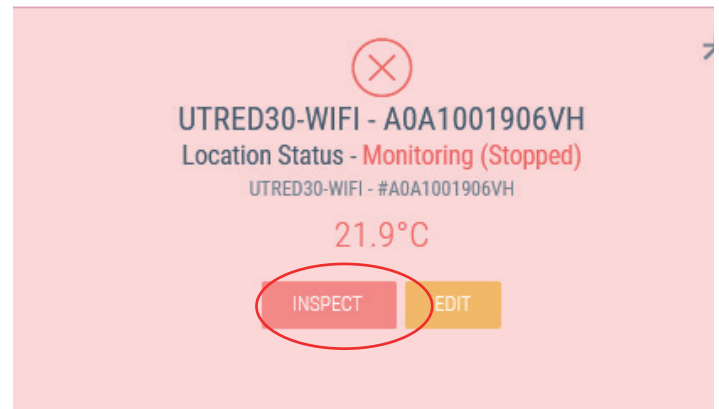 UTRED30-WIFI - A0A1001906VH
Location Status - Monitoring (Stopped)
UTRED30-WIFI - #A0A1001906VH
21.9°C
INSPECT EDIT